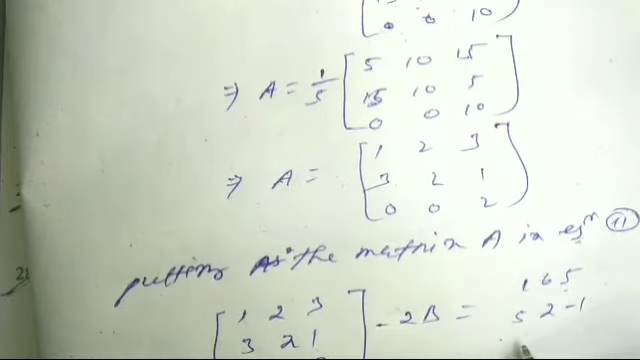 0 0 10
⇒ A = 1/5 [ 5 10 15
15 10 5
0 0 10 ]
⇒ A = [ 1 2 3
3 2 1
0 0 2 ]
putting the matrix A in eqn (11)
[ 1 2 3
3 2 1 ] - 2B = 1 6 5
5 2 -1